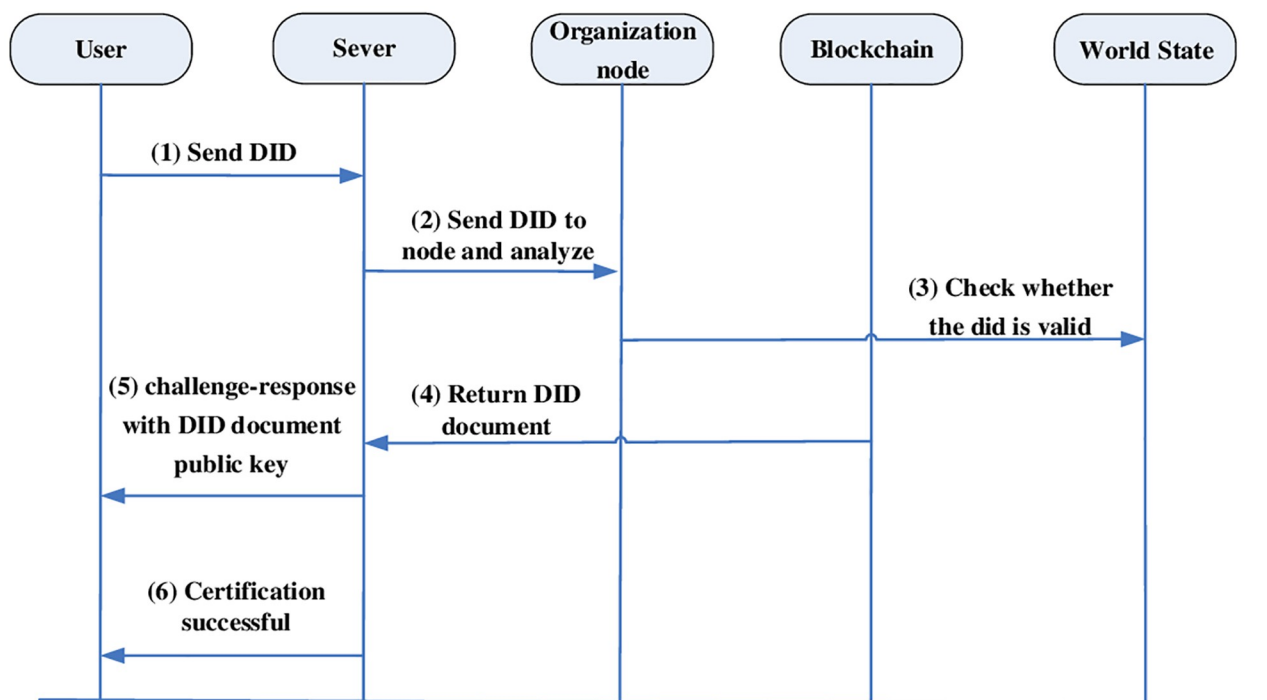 User
Sever
Organization
node
Blockchain
World State
(1) Send DID
(2) Send DID to
node and analyze
(3) Check whether
the did is valid
(4) Return DID
document
(5) challenge-response
with DID document
public key
(6) Certification
successful